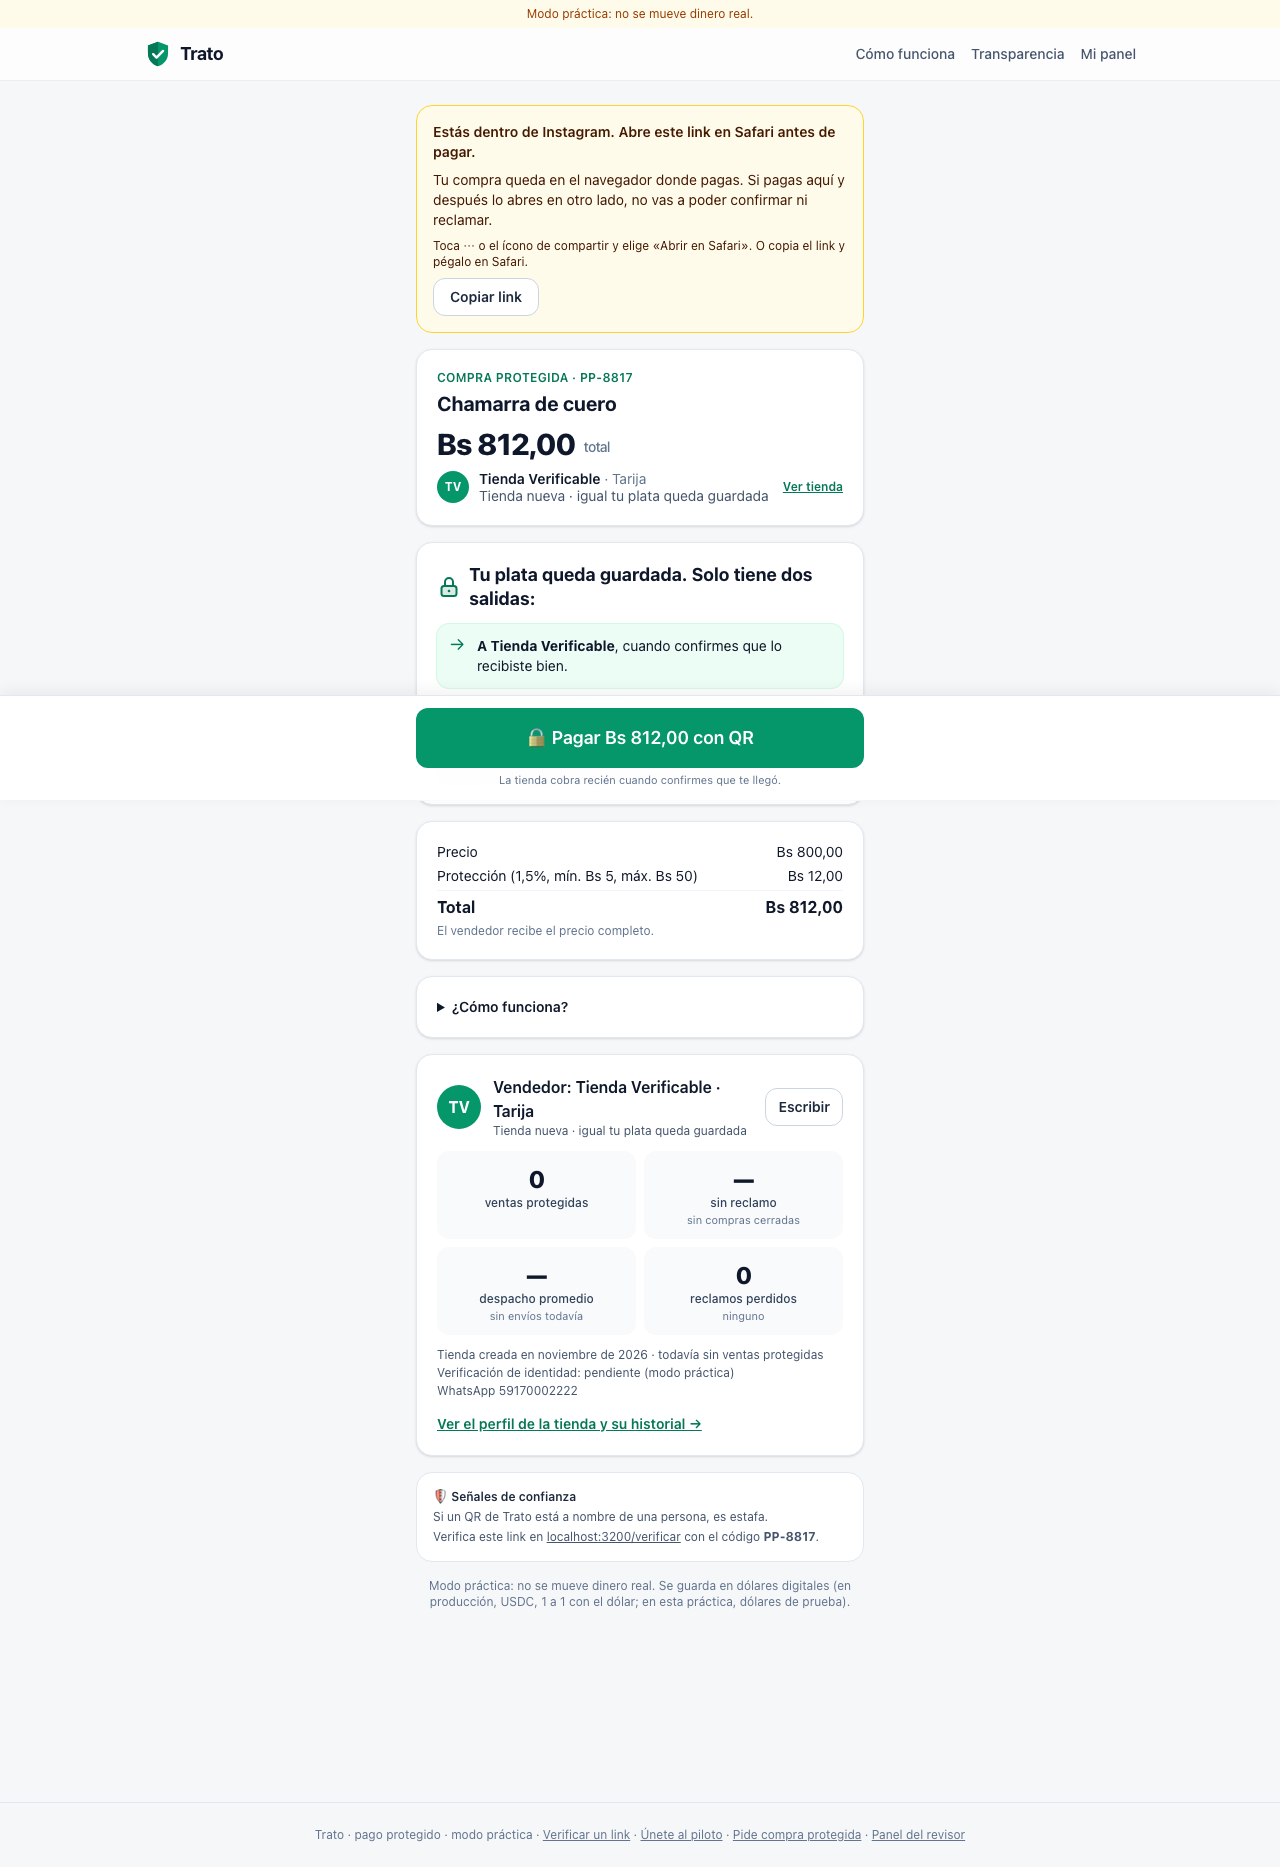 Modo práctica: no se mueve dinero real.
Trato
Cómo funciona
Transparencia
Mi panel
Estás dentro de Instagram. Abre este link en Safari antes de
pagar.
Tu compra queda en el navegador donde pagas. Si pagas aquí y
después lo abres en otro lado, no vas a poder confirmar ni
reclamar.
Toca ··· o el ícono de compartir y elige «Abrir en Safari». O copia el link y
pégalo en Safari.
Copiar link
COMPRA PROTEGIDA · PP-8817
Chamarra de cuero
Bs 812,00 total
TV
Tienda Verificable · Tarija
Tienda nueva · igual tu plata queda guardada
Ver tienda
Tu plata queda guardada. Solo tiene dos
salidas:
→ A Tienda Verificable, cuando confirmes que lo
recibiste bien.
Pagar Bs 812,00 con QR
La tienda cobra recién cuando confirmes que te llegó.
Precio Bs 800,00
Protección (1,5%, mín. Bs 5, máx. Bs 50) Bs 12,00
Total Bs 812,00
El vendedor recibe el precio completo.
¿Cómo funciona?
TV
Vendedor: Tienda Verificable ·
Tarija
Tienda nueva · igual tu plata queda guardada
Escribir
0
ventas protegidas
—
sin reclamo
sin compras cerradas
—
despacho promedio
sin envíos todavía
0
reclamos perdidos
ninguno
Tienda creada en noviembre de 2026 · todavía sin ventas protegidas
Verificación de identidad: pendiente (modo práctica)
WhatsApp 59170002222
Ver el perfil de la tienda y su historial →
Señales de confianza
Si un QR de Trato está a nombre de una persona, es estafa.
Verifica este link en localhost:3200/verificar con el código PP-8817.
Modo práctica: no se mueve dinero real. Se guarda en dólares digitales (en
producción, USDC, 1 a 1 con el dólar; en esta práctica, dólares de prueba).
Trato · pago protegido · modo práctica · Verificar un link · Únete al piloto · Pide compra protegida · Panel del revisor